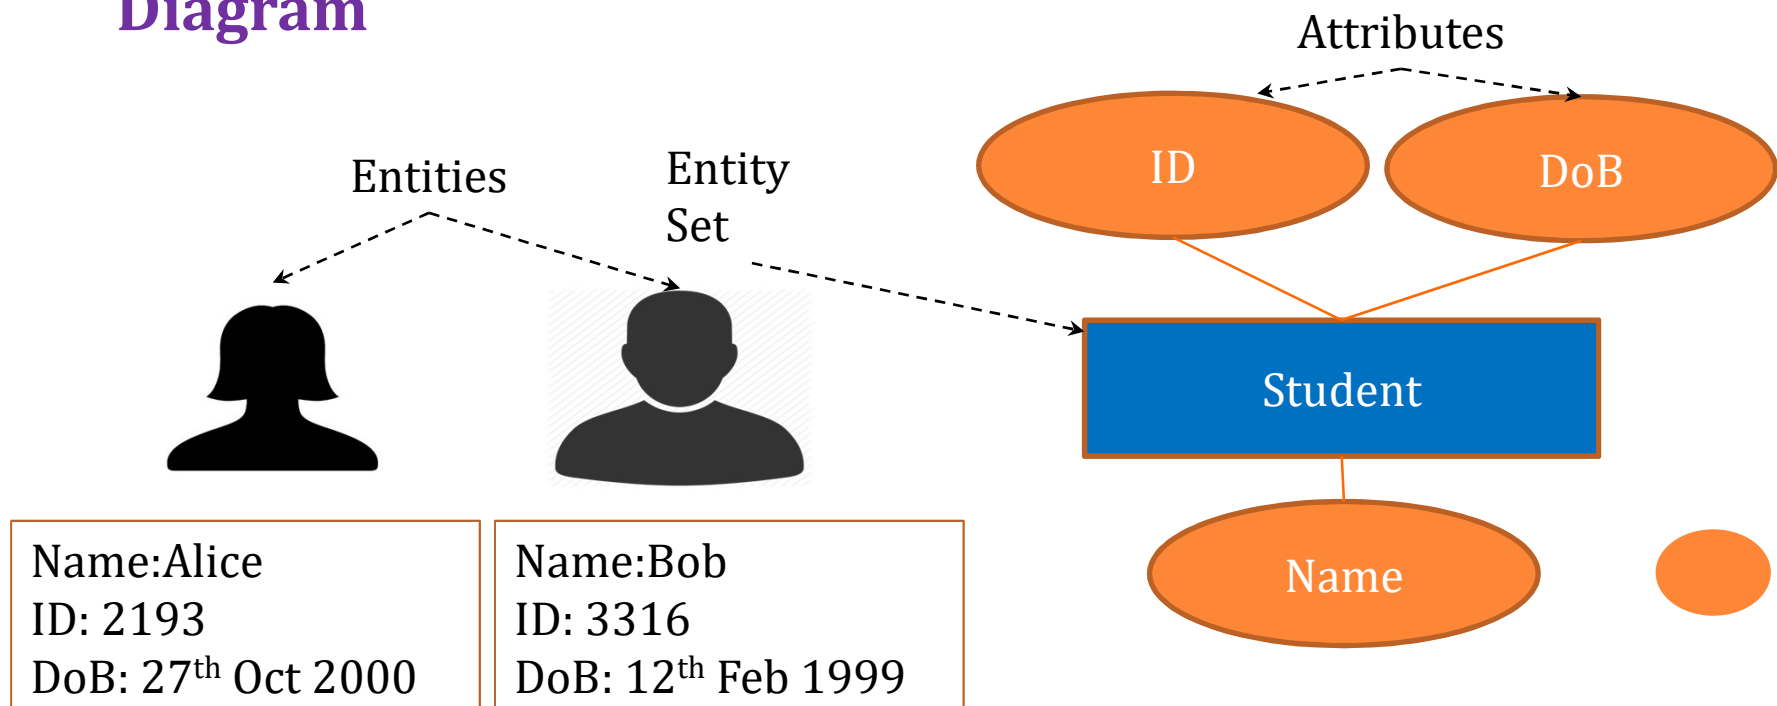 Diagram
Attributes
Entities
Entity
Set
ID
DoB
Student
Name
Name:Alice
ID: 2193
DoB: 27th Oct 2000
Name:Bob
ID: 3316
DoB: 12th Feb 1999